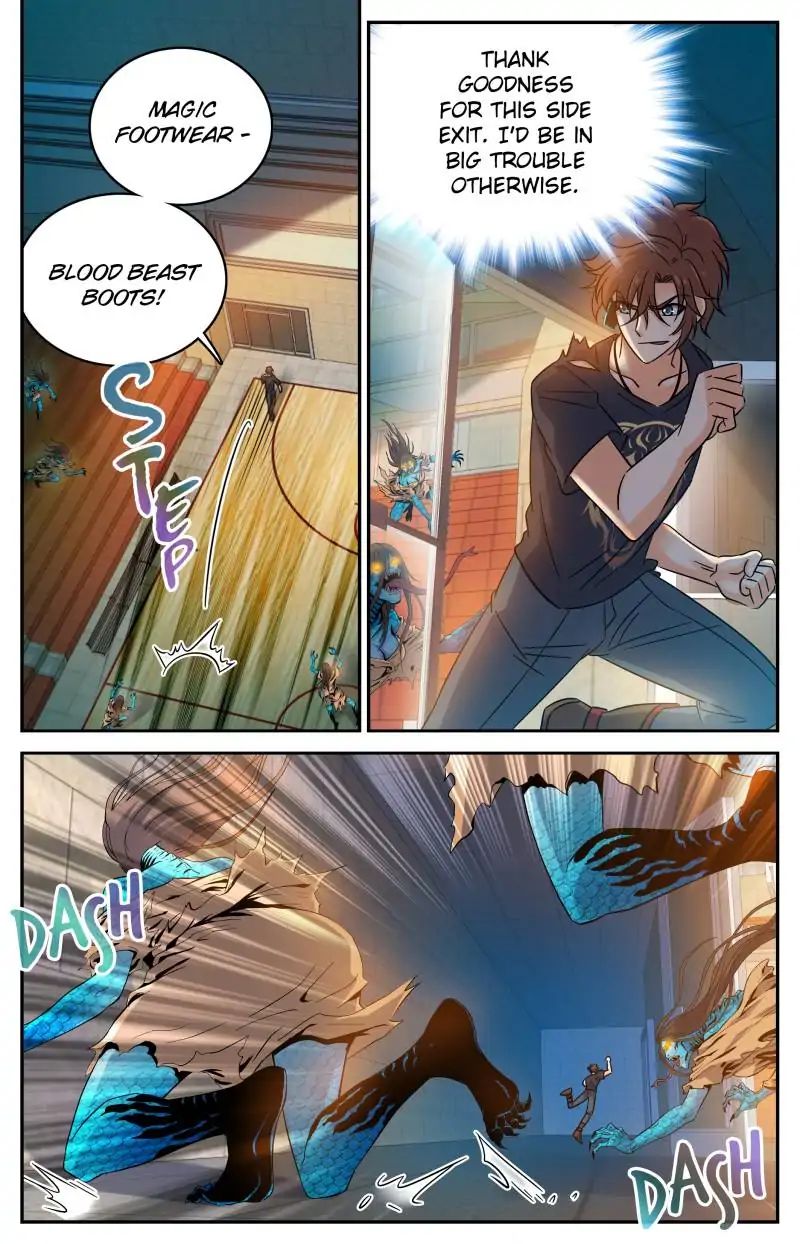 MAGIC
FOOTWEAR -
BLOOD BEAST
BOOTS!
STEP
THANK
GOODNESS
FOR THIS SIDE
EXIT. I'D BE IN
BIG TROUBLE
OTHERWISE.
DASH
DASH